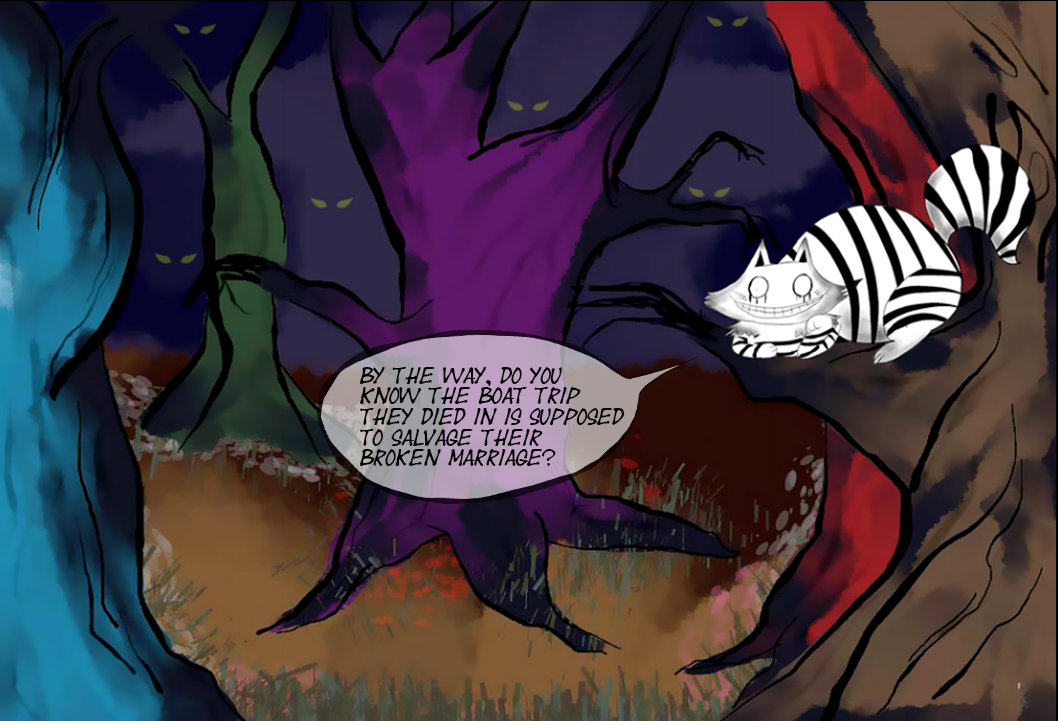 BY THE WAY, DO YOU
KNOW THE BOAT TRIP
THEY DIED IN IS SUPPOSED
TO SALVAGE THEIR
BROKEN MARRIAGE?